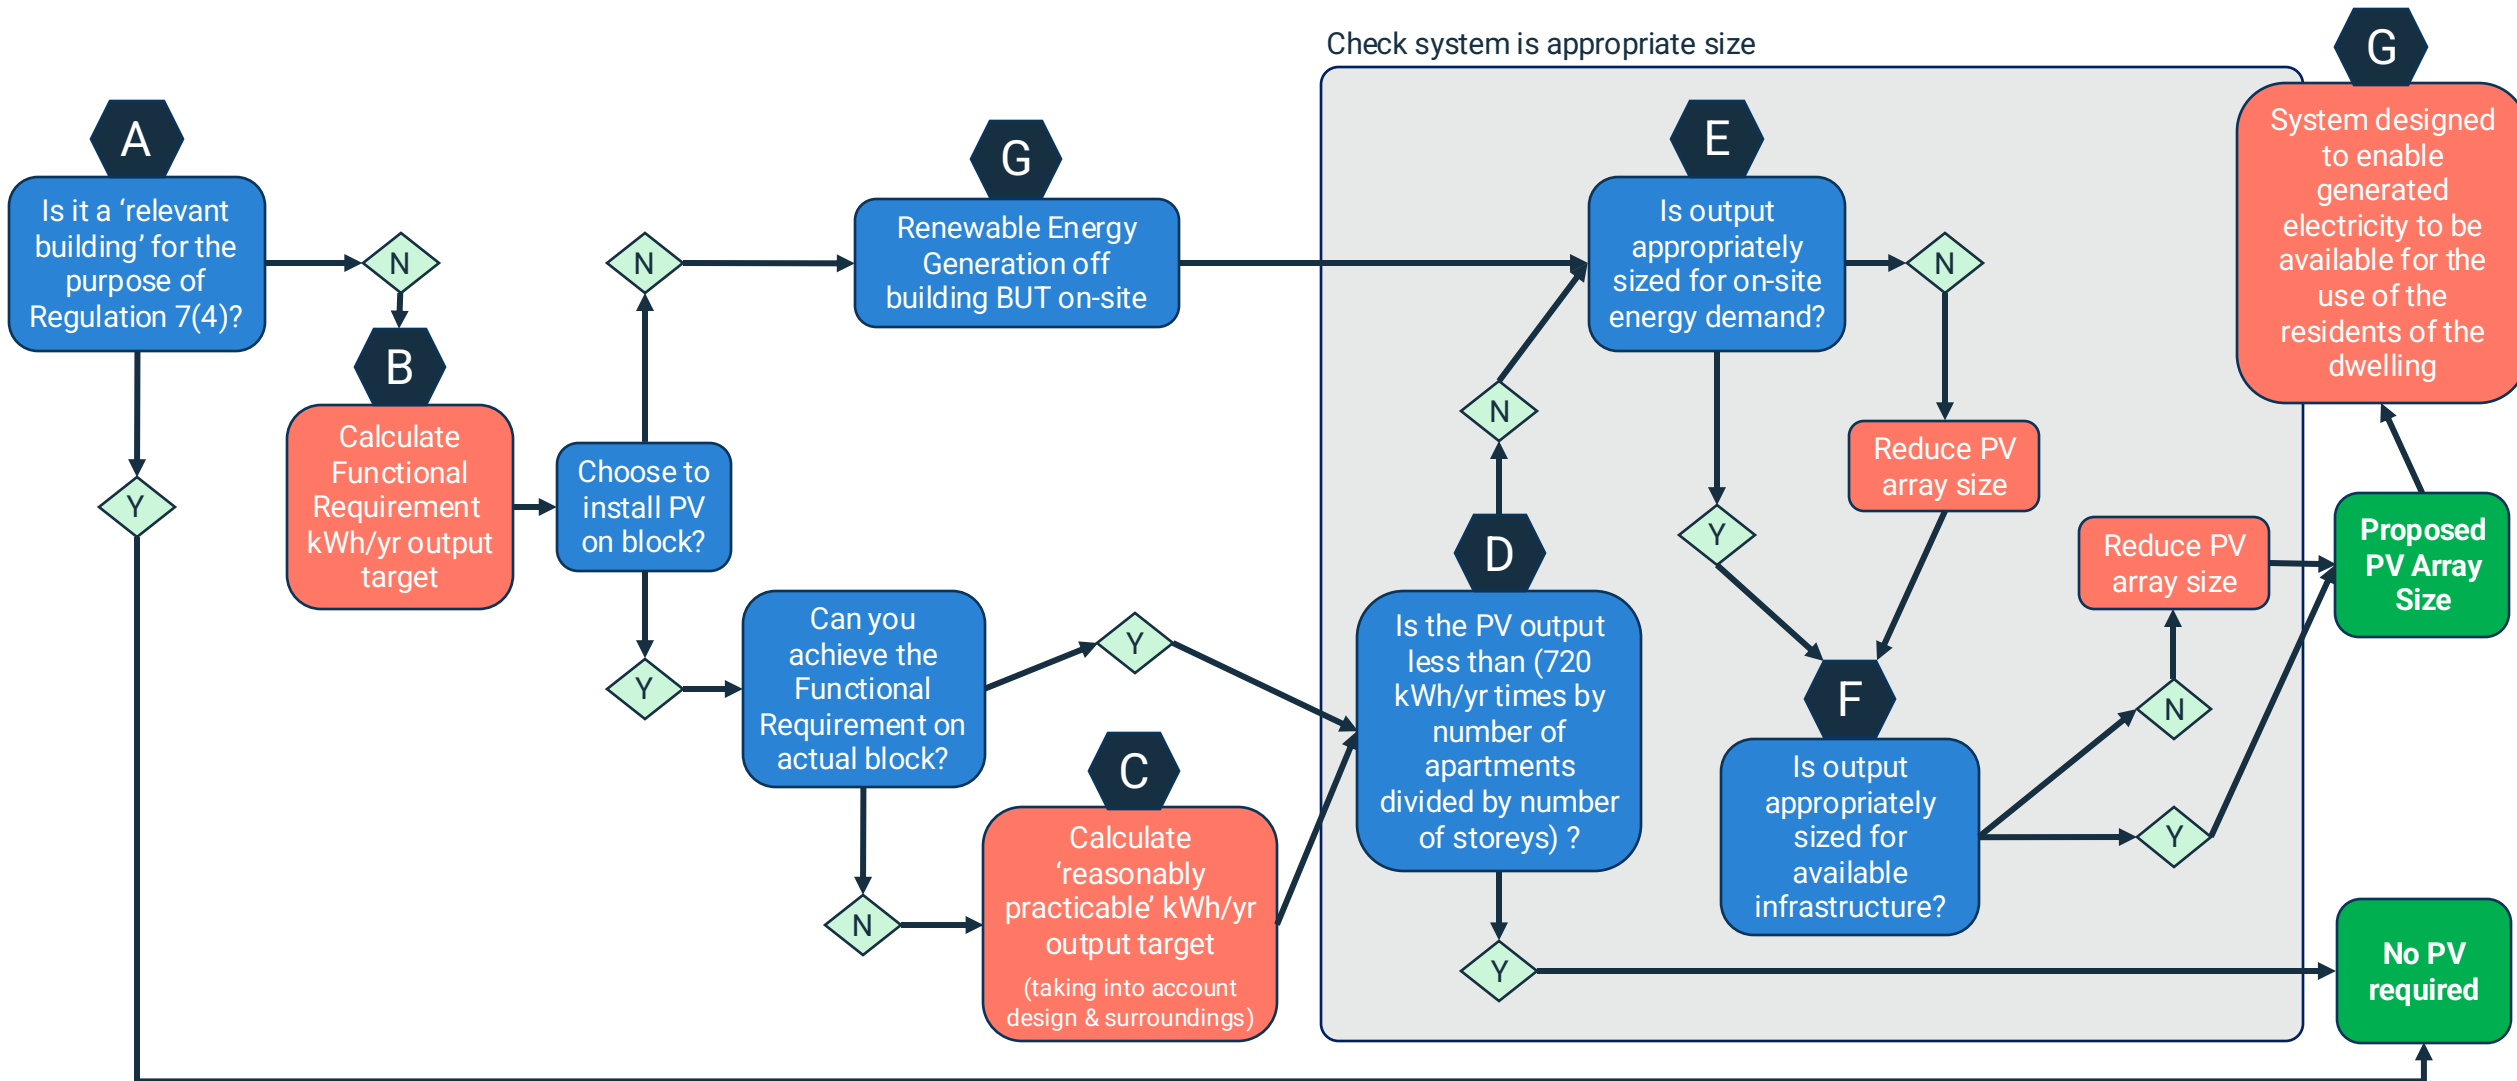 Check system is appropriate size
A
Is it a ‘relevant
building’ for the
purpose of
Regulation 7(4)?
N
Y
B
Calculate
Functional
Requirement
kWh/yr output
target
Choose to
install PV
on block?
N
Y
G
Renewable Energy
Generation off
building BUT on-site
Can you
achieve the
Functional
Requirement on
actual block?
Y
N
C
Calculate
‘reasonably
practicable’ kWh/yr
output target
(taking into account
design & surroundings)
D
Is the PV output
less than (720
kWh/yr times by
number of
apartments
divided by number
of storeys) ?
N
Y
E
Is output
appropriately
sized for on-site
energy demand?
N
Y
Reduce PV
array size
F
Is output
appropriately
sized for
available
infrastructure?
N
Y
Reduce PV
array size
Proposed
PV Array
Size
G
System designed
to enable
generated
electricity to be
available for the
use of the
residents of the
dwelling
No PV
required